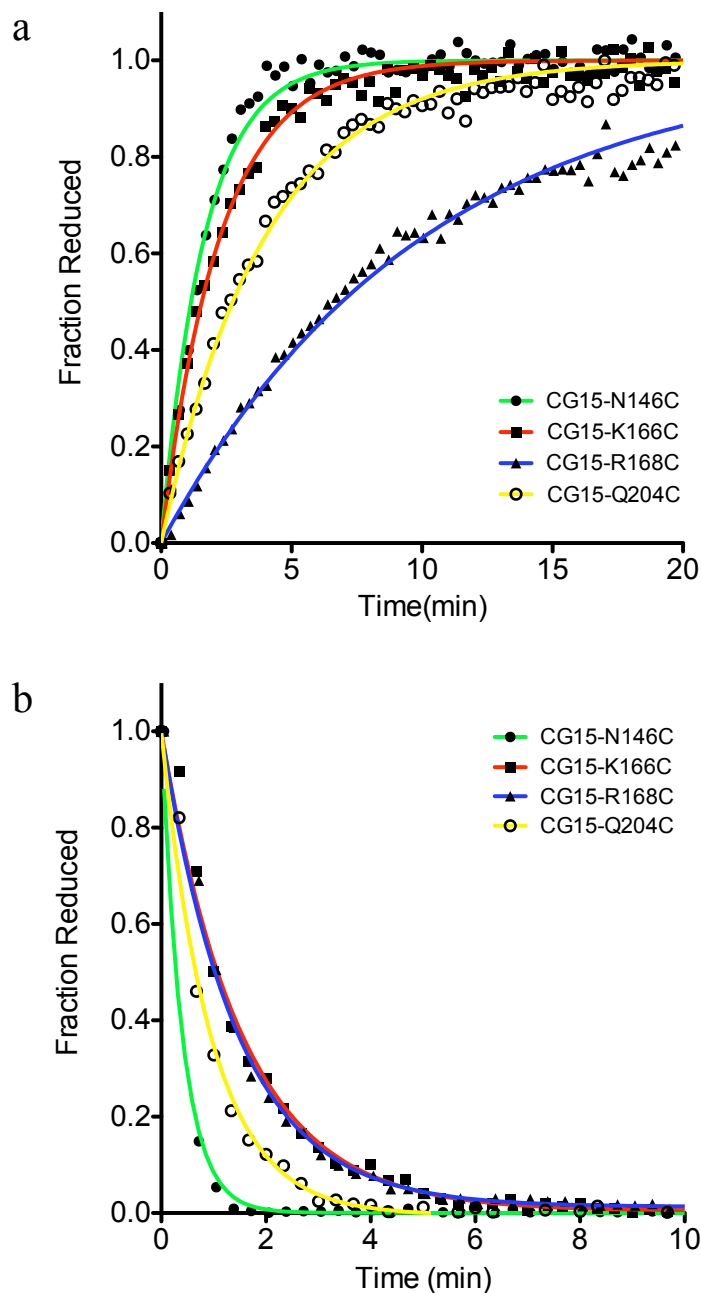 a
Fraction Reduced
1.0
0.8
0.6
0.4
0.2
0.0
CG15-N146C
CG15-K166C
CG15-R168C
CG15-Q204C
0 5 10 15 20
Time(min)
b
Fraction Reduced
1.0
0.8
0.6
0.4
0.2
0.0
CG15-N146C
CG15-K166C
CG15-R168C
CG15-Q204C
0 2 4 6 8 10
Time (min)